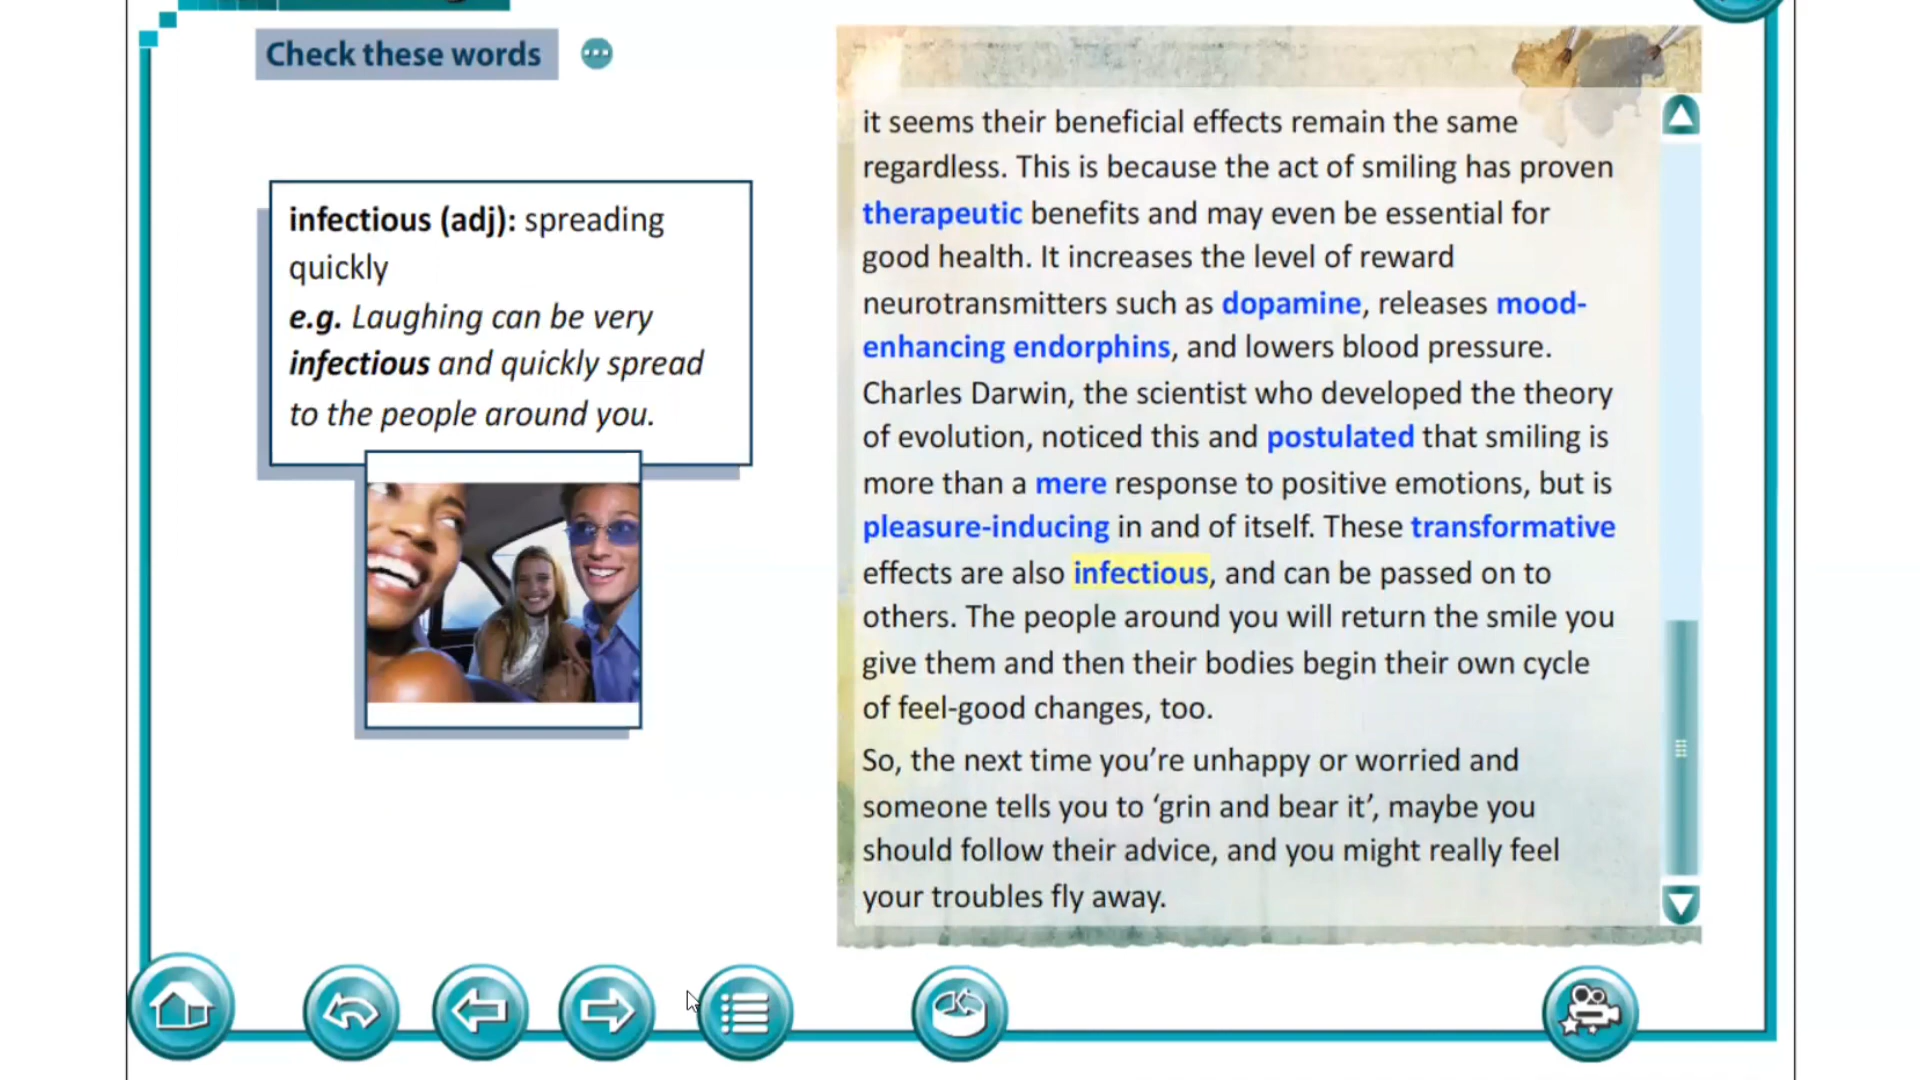 Check these words
infectious (adj): spreading
quickly
e.g. Laughing can be very
infectious and quickly spread
to the people around you.
it seems their beneficial effects remain the same
regardless. This is because the act of smiling has proven
therapeutic benefits and may even be essential for
good health. It increases the level of reward
neurotransmitters such as dopamine, releases mood-
enhancing endorphins, and lowers blood pressure.
Charles Darwin, the scientist who developed the theory
of evolution, noticed this and postulated that smiling is
more than a mere response to positive emotions, but is
pleasure-inducing in and of itself. These transformative
effects are also infectious, and can be passed on to
others. The people around you will return the smile you
give them and then their bodies begin their own cycle
of feel-good changes, too.
So, the next time you’re unhappy or worried and
someone tells you to ‘grin and bear it’, maybe you
should follow their advice, and you might really feel
your troubles fly away.